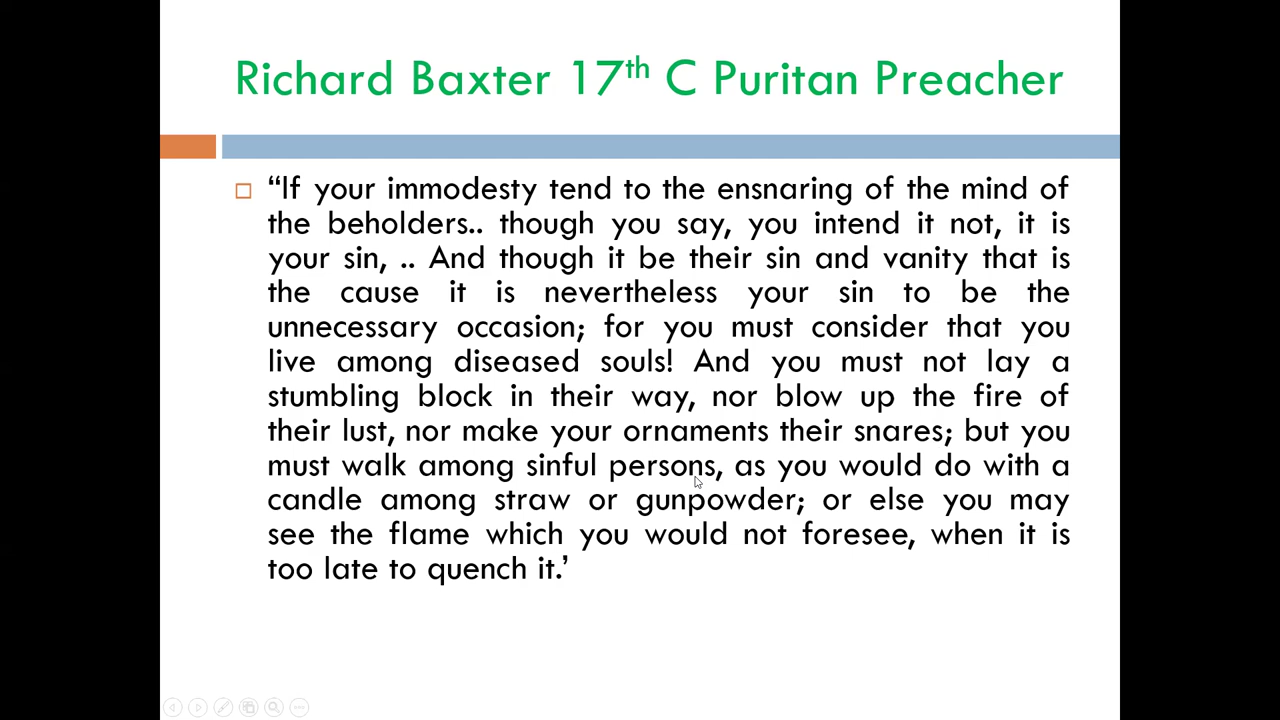 Richard Baxter 17th C Puritan Preacher
“If your immodesty tend to the ensnaring of the mind of
the beholders.. though you say, you intend it not, it is
your sin, .. And though it be their sin and vanity that is
the cause it is nevertheless your sin to be the
unnecessary occasion; for you must consider that you
live among diseased souls! And you must not lay a
stumbling block in their way, nor blow up the fire of
their lust, nor make your ornaments their snares; but you
must walk among sinful persons, as you would do with a
candle among straw or gunpowder; or else you may
see the flame which you would not foresee, when it is
too late to quench it.’